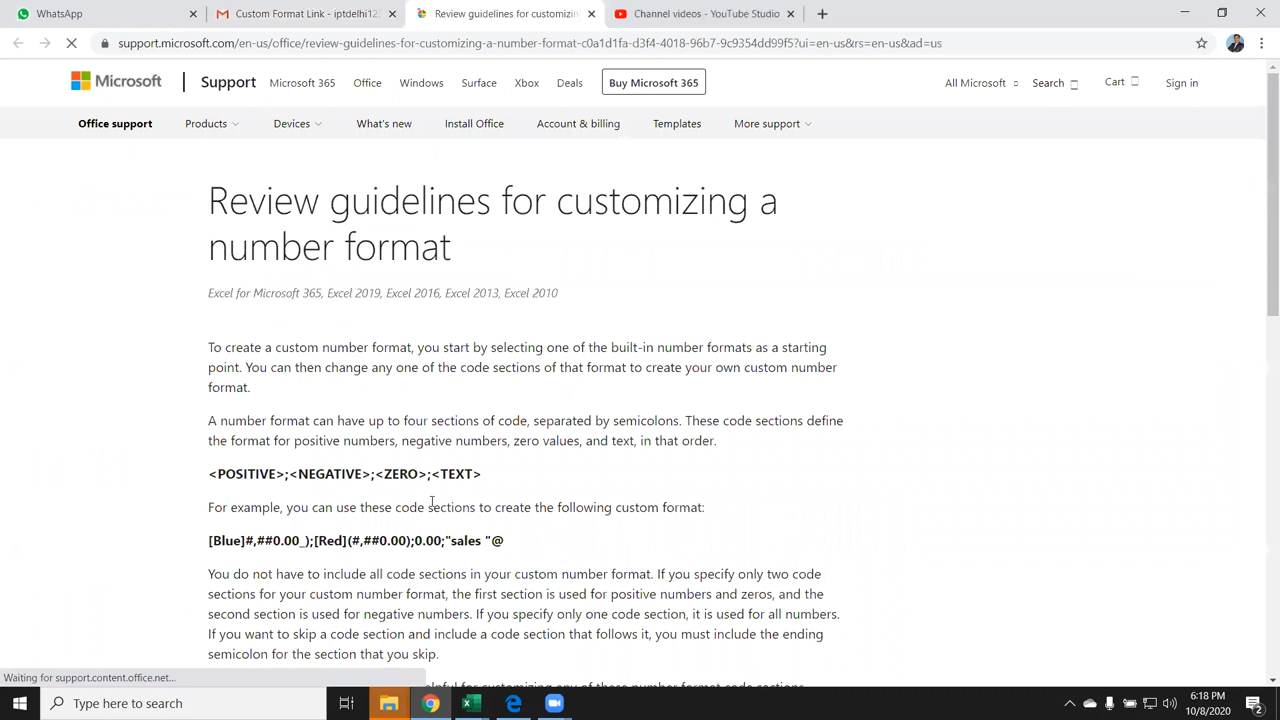 WhatsApp
Custom Format Link - iptdelhi12
Review guidelines for customizin
Channel videos - YouTube Studio
support.microsoft.com/en-us/office/review-guidelines-for-customizing-a-number-format-c0a1d1fa-d3f4-4018-96b7-9c9354dd99f5?ui=en-us&rs=en-us&ad=us
Microsoft Support Microsoft 365 Office Windows Surface Xbox Deals Buy Microsoft 365 All Microsoft Search Cart Sign in
Office support Products Devices What's new Install Office Account & billing Templates More support
Review guidelines for customizing a
number format
Excel for Microsoft 365, Excel 2019, Excel 2016, Excel 2013, Excel 2010
To create a custom number format, you start by selecting one of the built-in number formats as a starting
point. You can then change any one of the code sections of that format to create your own custom number
format.
A number format can have up to four sections of code, separated by semicolons. These code sections define
the format for positive numbers, negative numbers, zero values, and text, in that order.
<POSITIVE>;<NEGATIVE>;<ZERO>;<TEXT>
For example, you can use these code sections to create the following custom format:
[Blue]#,##0.00_);[Red](#,##0.00);0.00;"sales "@
You do not have to include all code sections in your custom number format. If you specify only two code
sections for your custom number format, the first section is used for positive numbers and zeros, and the
second section is used for negative numbers. If you specify only one code section, it is used for all numbers.
If you want to skip a code section and include a code section that follows it, you must include the ending
semicolon for the section that you skip.
for customizing any of these number format code sections
Waiting for support.content.office.net...
Type here to search
6:18 PM
10/8/2020
2